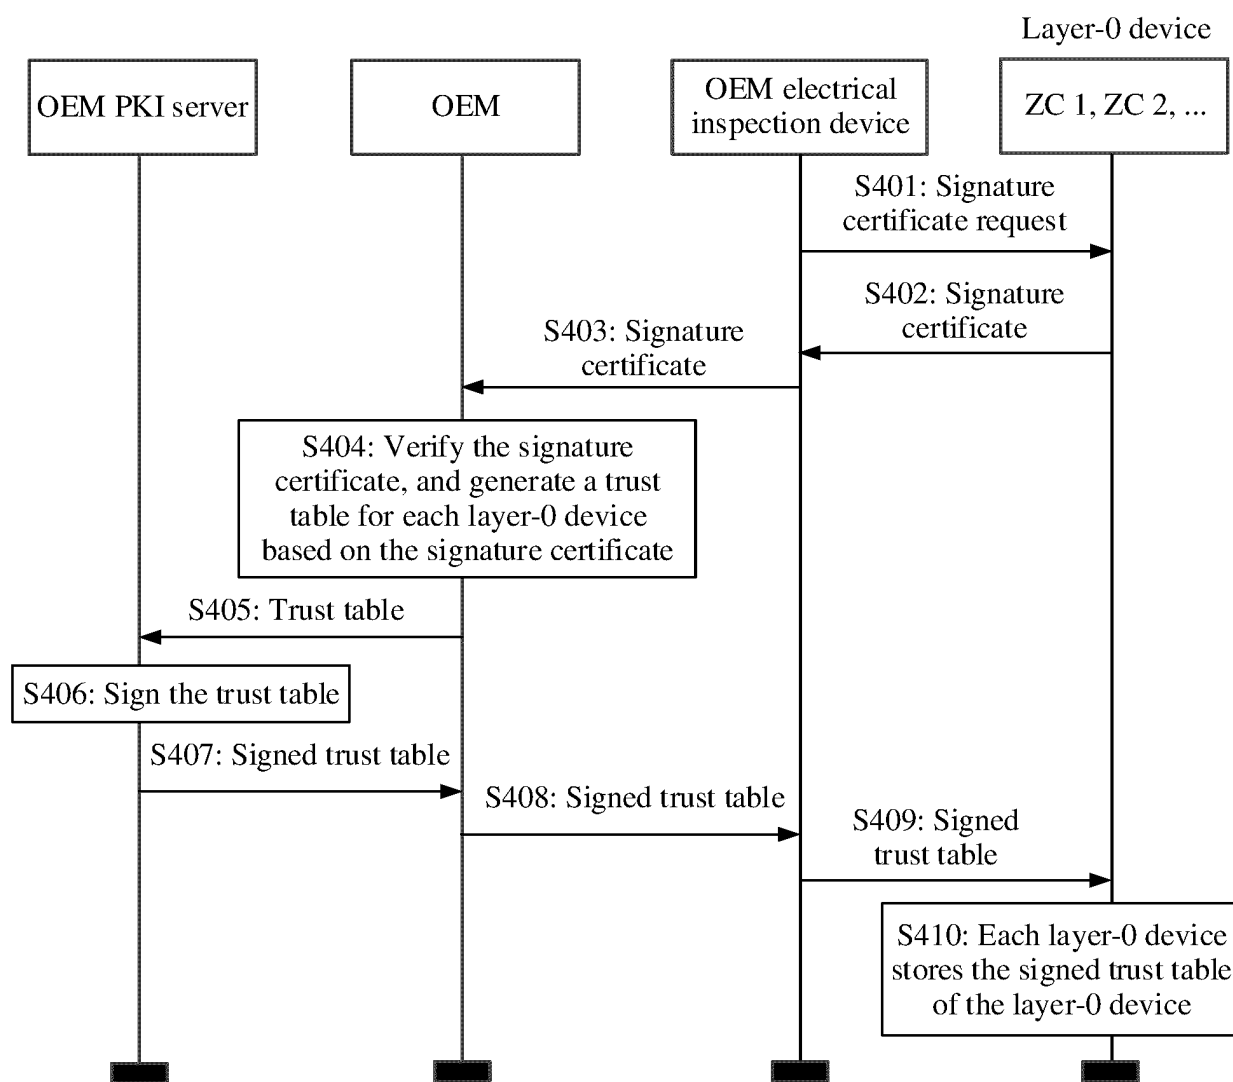 Layer-0 device
OEM PKI server
OEM
OEM electrical
inspection device
ZC 1, ZC 2, ...
S401: Signature
certificate request
S402: Signature
certificate
S403: Signature
certificate
S404: Verify the signature
certificate, and generate a trust
table for each layer-0 device
based on the signature certificate
S405: Trust table
S406: Sign the trust table
S407: Signed trust table
S408: Signed trust table
S409: Signed
trust table
S410: Each layer-0 device
stores the signed trust table
of the layer-0 device